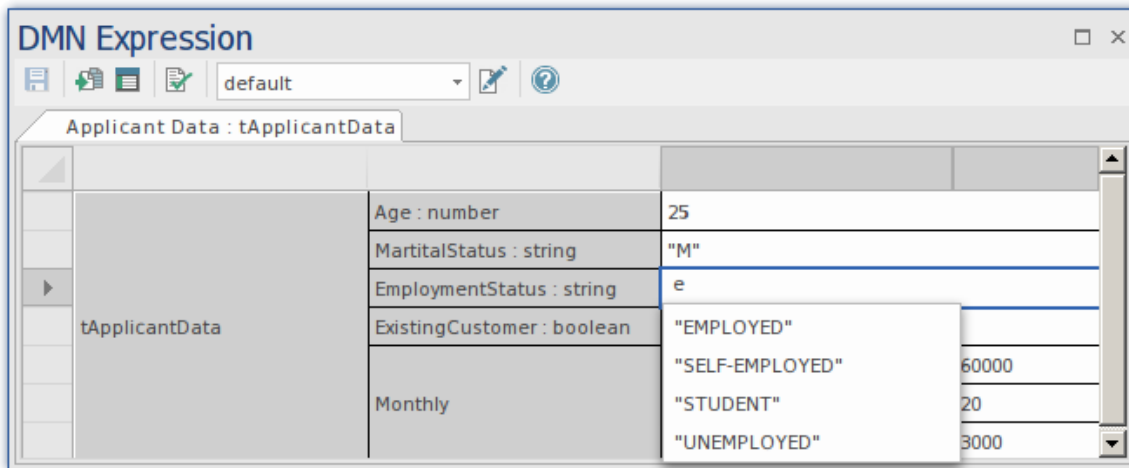 DMN Expression
default
Applicant Data : tApplicantData
tApplicantData
Age : number
25
MartitalStatus : string
"M"
EmploymentStatus : string
e
ExistingCustomer : boolean
Monthly
"EMPLOYED"
"SELF-EMPLOYED"
"STUDENT"
"UNEMPLOYED"
60000
20
3000